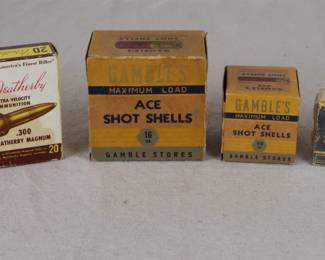 20
America's Finest Rifles
Weatherby
ULTRA-VELOCITY
AMMUNITION
.300
WEATHERBY MAGNUM
20
GAMBLE'S
MAXIMUM LOAD
ACE
SHOT SHELLS
16
GA.
GAMBLE STORES
GAMBLE'S
MAXIMUM LOAD
ACE
SHOT SHELLS
GAMBLE STORES